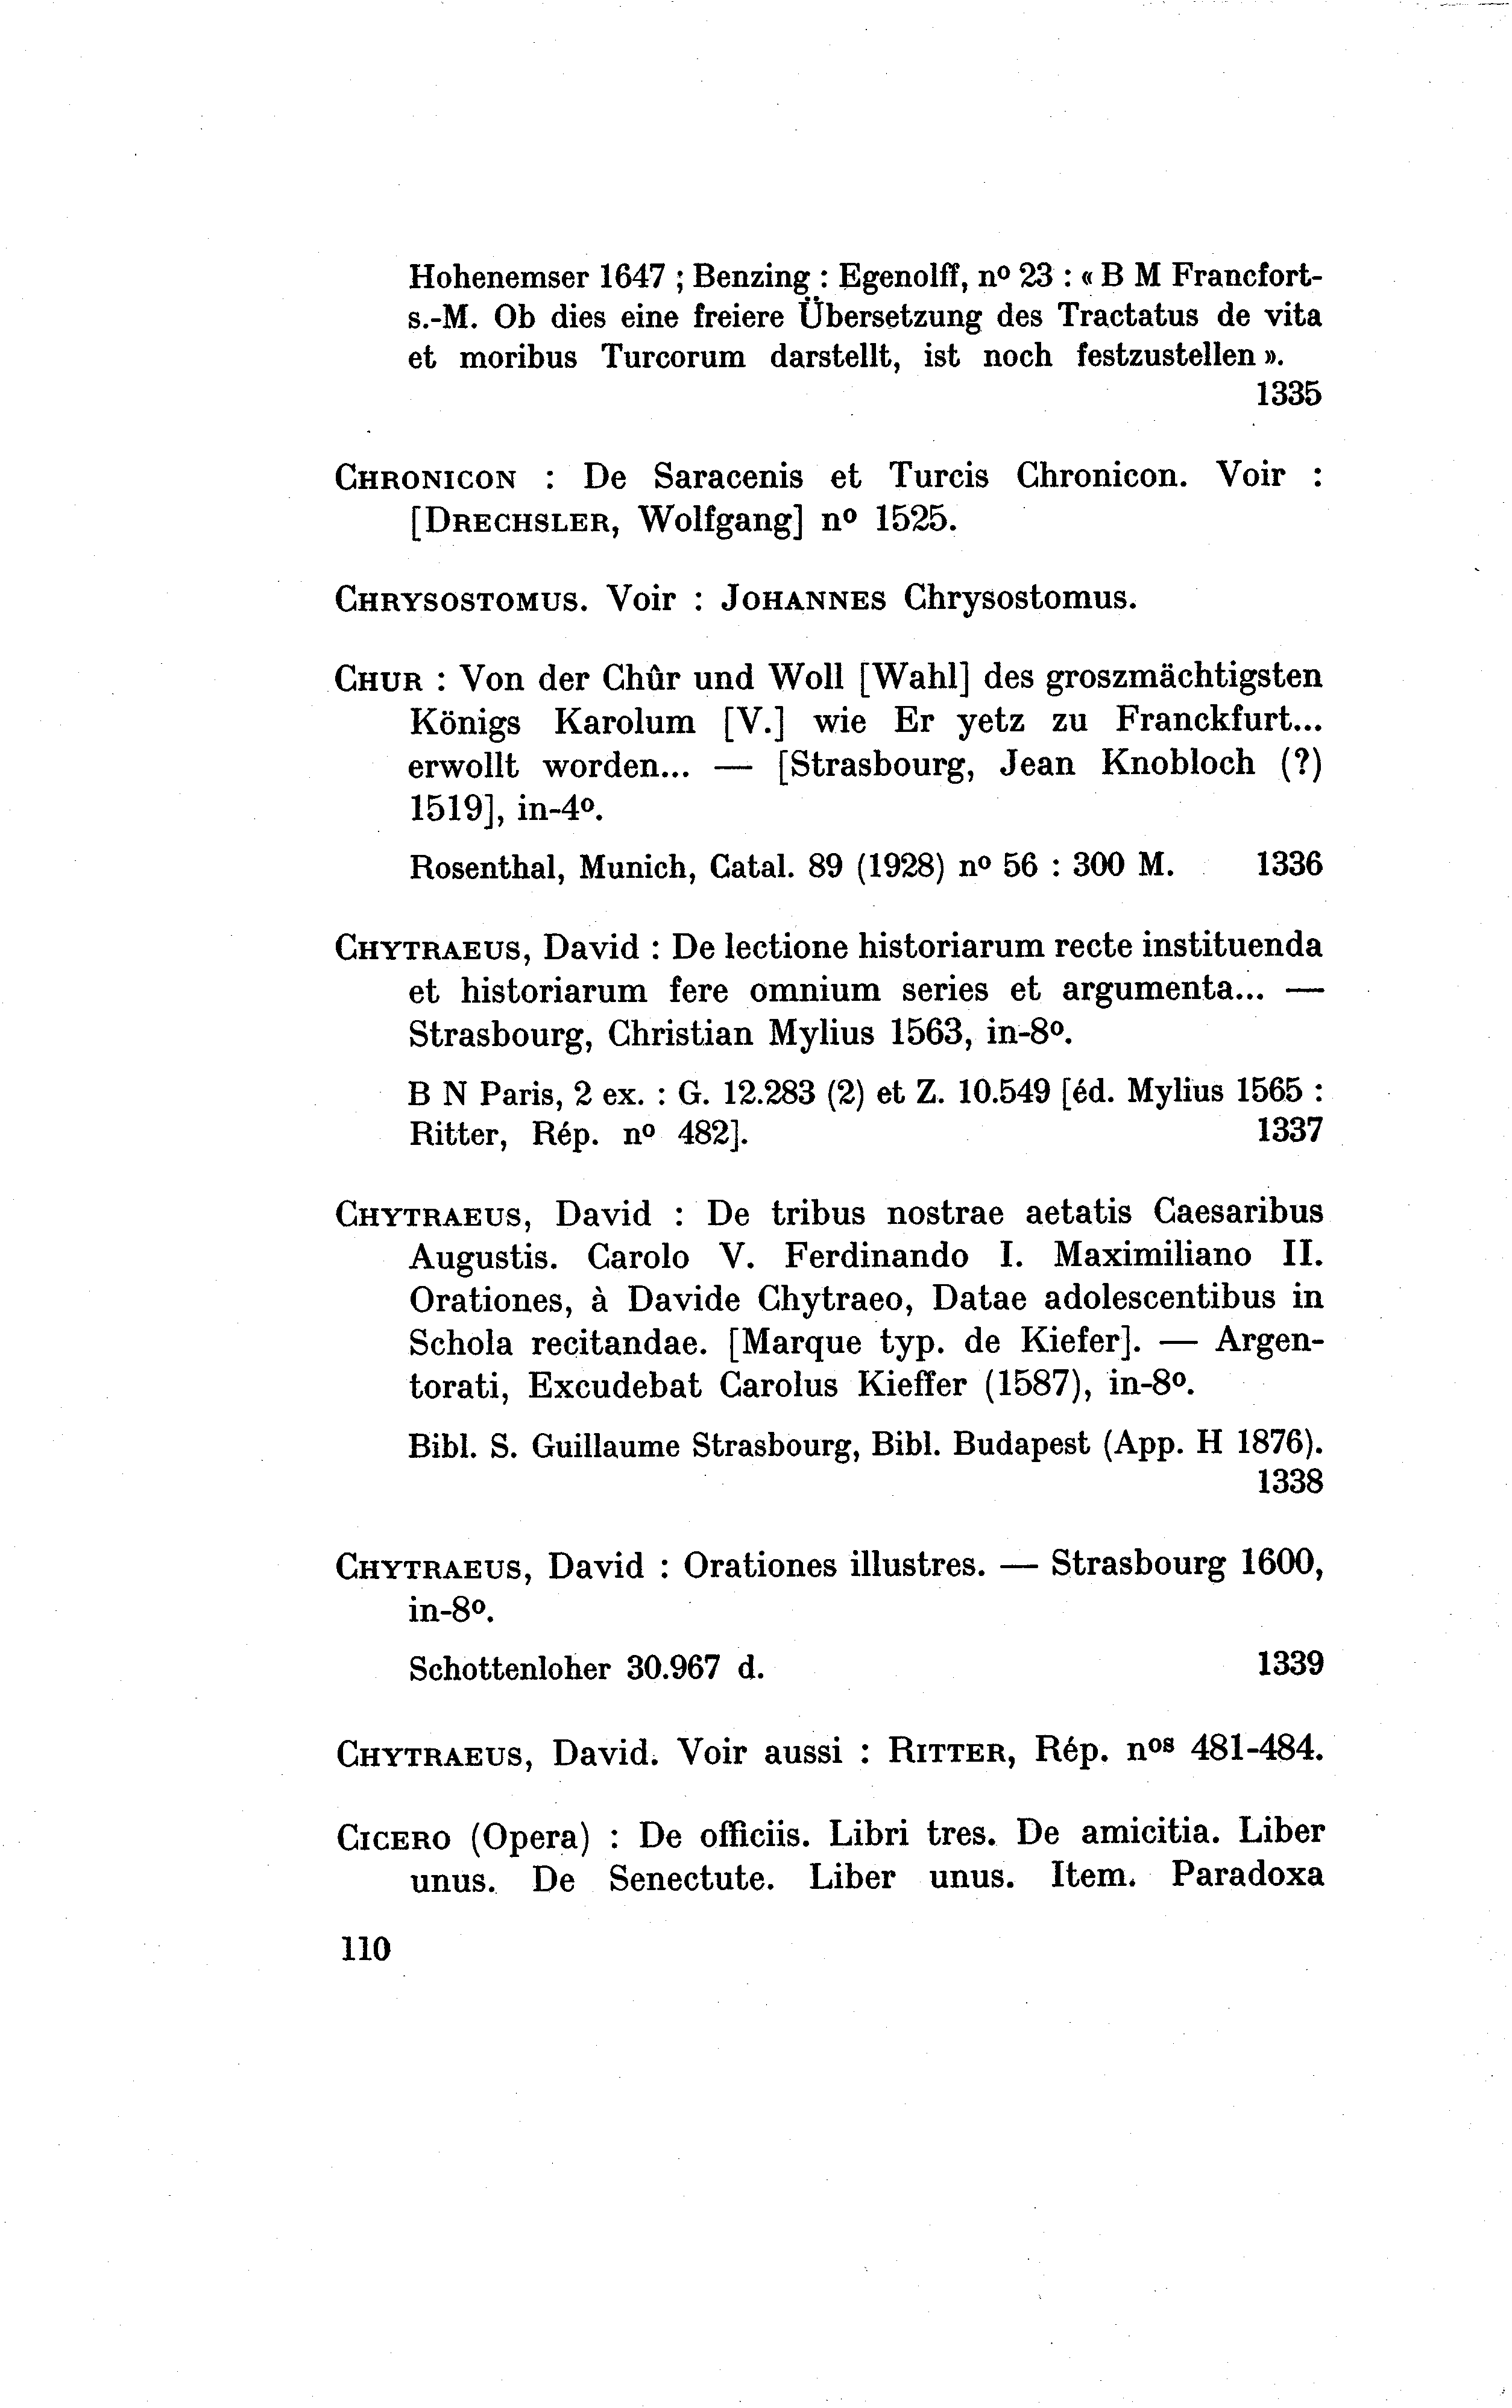 Hohenemser 1647 ; Benzing : Egenolff, nº 23 : « B M Francfort-
s.-M. Ob dies eine freiere Übersetzung des Tractatus de vita
et moribus Turcorum darstellt, ist noch festzustellen ».
1335
CHRONICON : De Saracenis et Turcis Chronicon. Voir :
[DRECHSLER, Wolfgang] nº 1525.
CHRYSOSTOMUS. Voir : JOHANNES Chrysostomus.
CHUR : Von der Chûr und Woll [Wahl] des groszmächtigsten
Königs Karolum [V.] wie Er yetz zu Franckfurt...
erwollt worden... — [Strasbourg, Jean Knobloch (?)
1519], in-4º.
Rosenthal, Munich, Catal. 89 (1928) nº 56 : 300 M. 1336
CHYTRAEUS, David : De lectione historiarum recte instituenda
et historiarum fere omnium series et argumenta... —
Strasbourg, Christian Mylius 1563, in-8º.
B N Paris, 2 ex. : G. 12.283 (2) et Z. 10.549 [éd. Mylius 1565 :
Ritter, Rép. nº 482]. 1337
CHYTRAEUS, David : De tribus nostrae aetatis Caesaribus
Augustis. Carolo V. Ferdinando I. Maximiliano II.
Orationes, à Davide Chytraeo, Datae adolescentibus in
Schola recitandae. [Marque typ. de Kiefer]. — Argen-
torati, Excudebat Carolus Kieffer (1587), in-8º.
Bibl. S. Guillaume Strasbourg, Bibl. Budapest (App. H 1876).
1338
CHYTRAEUS, David : Orationes illustres. — Strasbourg 1600,
in-8º.
Schottenloher 30.967 d. 1339
CHYTRAEUS, David. Voir aussi : RITTER, Rép. nos 481-484.
CICERO (Opera) : De officiis. Libri tres. De amicitia. Liber
unus. De Senectute. Liber unus. Item. Paradoxa
110